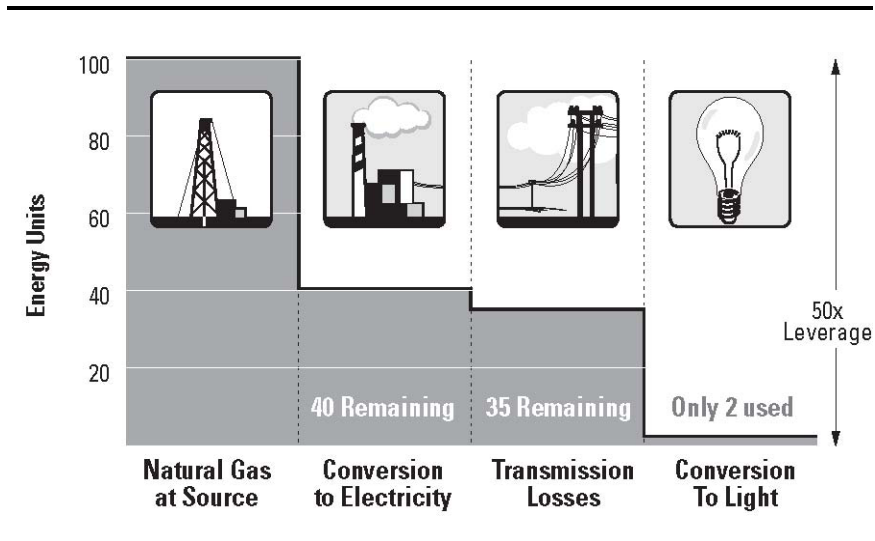 Energy Units
100
80
60
40
20
40 Remaining
35 Remaining
Only 2 used
50x
Leverage
Natural Gas
at Source
Conversion
to Electricity
Transmission
Losses
Conversion
To Light